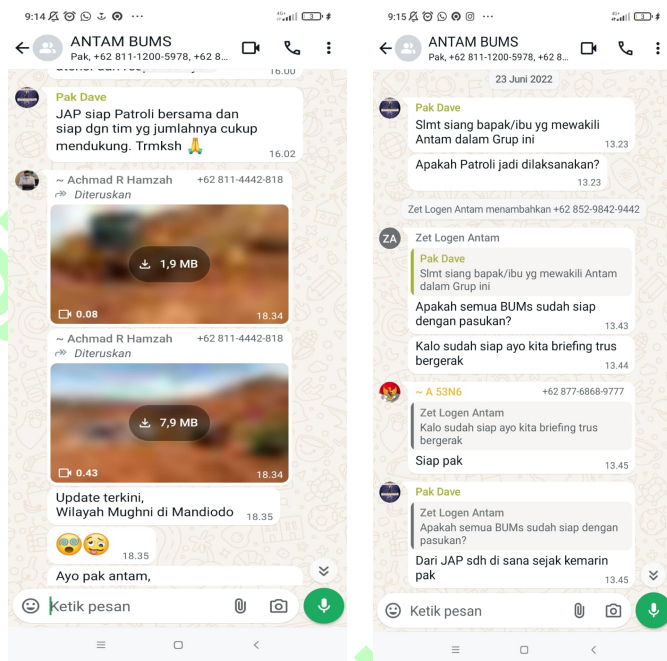 9:14
ANTAM BUMS
Pak, +62 811-1200-5978, +62 8...
16.00
Pak Dave
JAP siap Patroli bersama dan
siap dgn tim yg jumlahnya cukup
mendukung. Trmksh 🙏
16.02
~ Achmad R Hamzah +62 811-4442-818
Diteruskan
1,9 MB
0.08 18.34
~ Achmad R Hamzah +62 811-4442-818
Diteruskan
7,9 MB
0.43 18.34
Update terkini,
Wilayah Mughni di Mandiodo 18.35
18.35
Ayo pak antam,
Ketik pesan
9:15
ANTAM BUMS
Pak, +62 811-1200-5978, +62 8...
23 Juni 2022
Pak Dave
Slmt siang bapak/ibu yg mewakili
Antam dalam Grup ini
13.23
Apakah Patroli jadi dilaksanakan?
13.23
Zet Logen Antam menambahkan +62 852-9842-9442
ZA
Zet Logen Antam
Pak Dave
Slmt siang bapak/ibu yg mewakili Antam
dalam Grup ini
Apakah semua BUMs sudah siap
dengan pasukan?
13.43
Kalo sudah siap ayo kita briefing trus
bergerak
13.44
~ A 53N6 +62 877-6868-9777
Zet Logen Antam
Kalo sudah siap ayo kita briefing trus
bergerak
Siap pak
13.45
Pak Dave
Zet Logen Antam
Apakah semua BUMs sudah siap dengan
pasukan?
Dari JAP sdh di sana sejak kemarin
pak
13.45
Ketik pesan